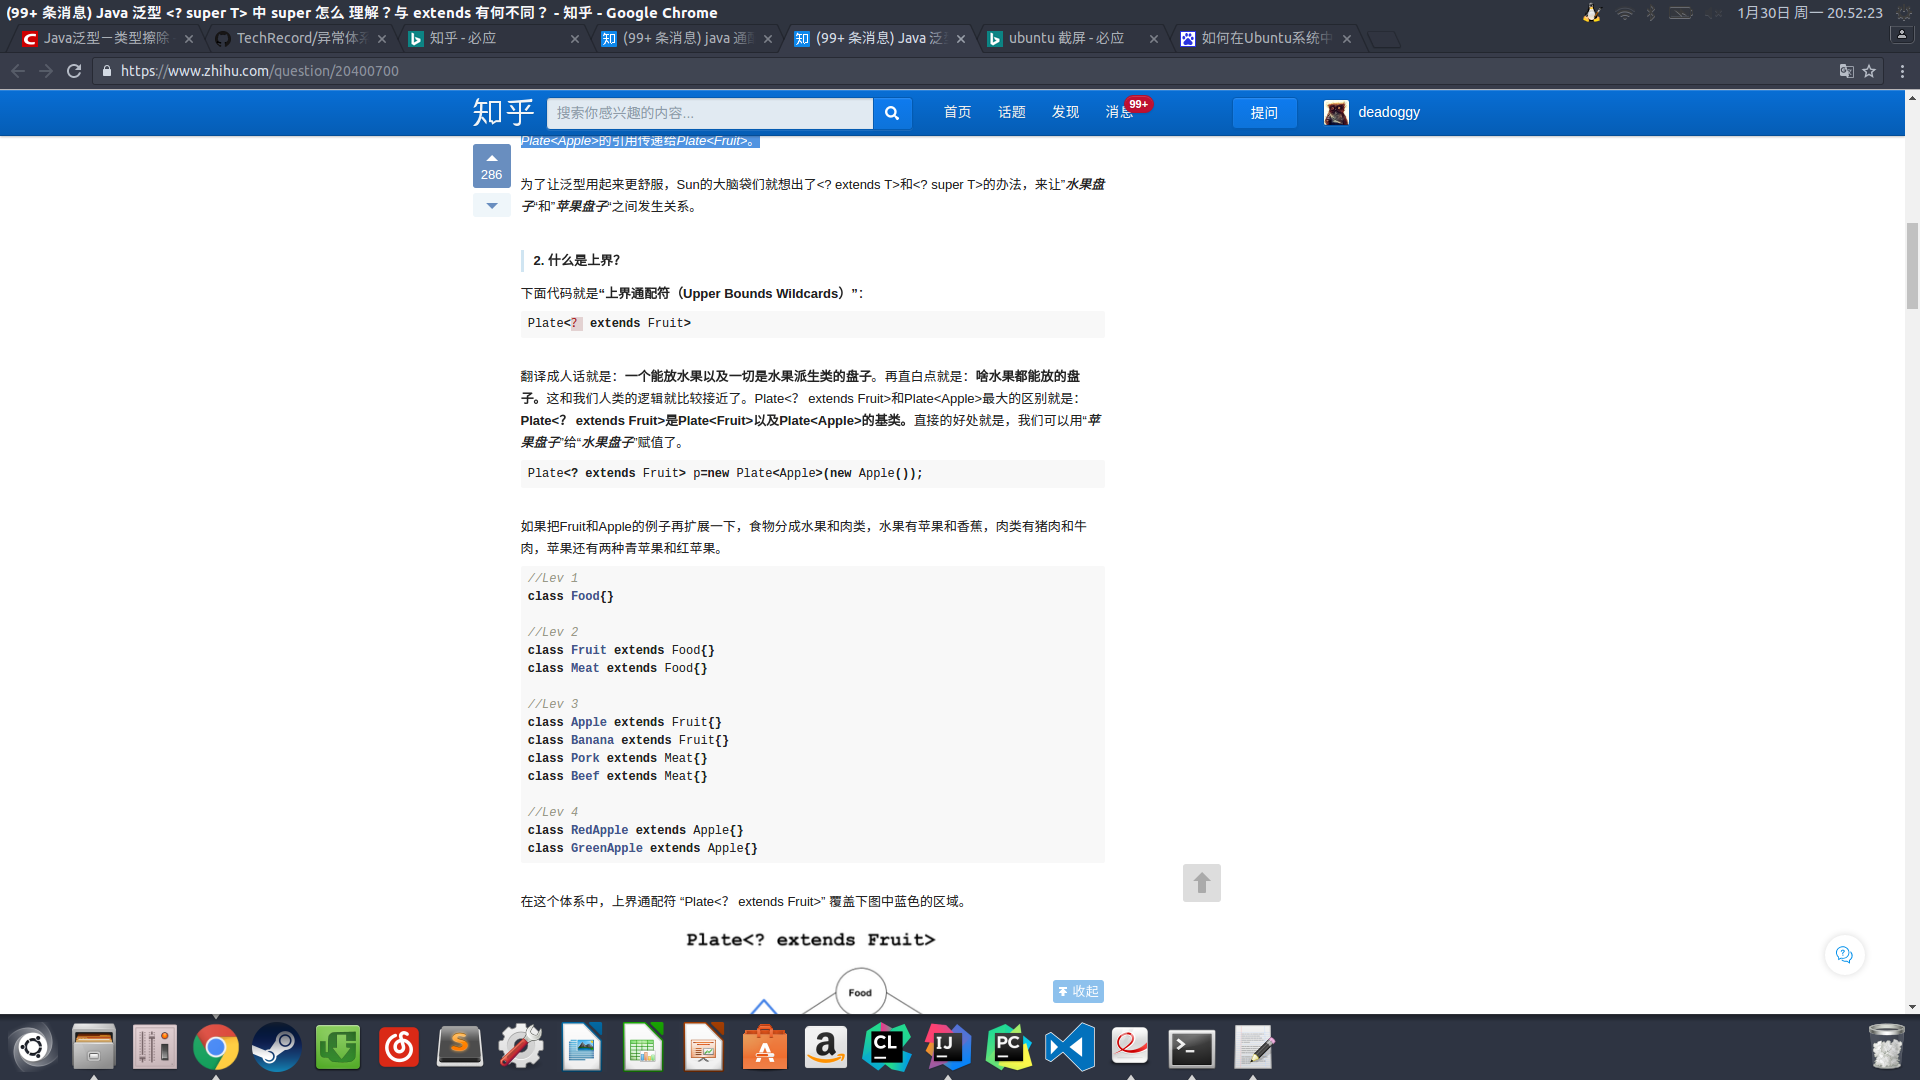 (99+ 条消息) Java 泛型 <? super T> 中 super 怎么 理解？与 extends 有何不同？ - 知乎 - Google Chrome
1月30日 周一 20:52:23
Java泛型－类型擦除
TechRecord/异常体系
知乎 - 必应
(99+ 条消息) java 通配
(99+ 条消息) Java 泛型
ubuntu 截屏 - 必应
如何在Ubuntu系统中
https://www.zhihu.com/question/20400700
知乎
搜索你感兴趣的内容...
首页
话题
发现
消息
99+
提问
deadoggy
Plate<Apple>的引用传递给Plate<Fruit>。
286
为了让泛型用起来更舒服，Sun的大脑袋们就想出了<? extends T>和<? super T>的办法，来让”水果盘
子“和”苹果盘子“之间发生关系。
2. 什么是上界？
下面代码就是“上界通配符（Upper Bounds Wildcards）”：
Plate<? extends Fruit>
翻译成人话就是：一个能放水果以及一切是水果派生类的盘子。再直白点就是：啥水果都能放的盘
子。这和我们人类的逻辑就比较接近了。Plate<? extends Fruit>和Plate<Apple>最大的区别就是：
Plate<? extends Fruit>是Plate<Fruit>以及Plate<Apple>的基类。直接的好处就是，我们可以用“苹
果盘子”给“水果盘子”赋值了。
Plate<? extends Fruit> p=new Plate<Apple>(new Apple());
如果把Fruit和Apple的例子再扩展一下，食物分成水果和肉类，水果有苹果和香蕉，肉类有猪肉和牛
肉，苹果还有两种青苹果和红苹果。
//Lev 1
class Food{}
//Lev 2
class Fruit extends Food{}
class Meat extends Food{}
//Lev 3
class Apple extends Fruit{}
class Banana extends Fruit{}
class Pork extends Meat{}
class Beef extends Meat{}
//Lev 4
class RedApple extends Apple{}
class GreenApple extends Apple{}
在这个体系中，上界通配符 “Plate<? extends Fruit>” 覆盖下图中蓝色的区域。
Plate<? extends Fruit>
Food
收起
CL
IJ
PC